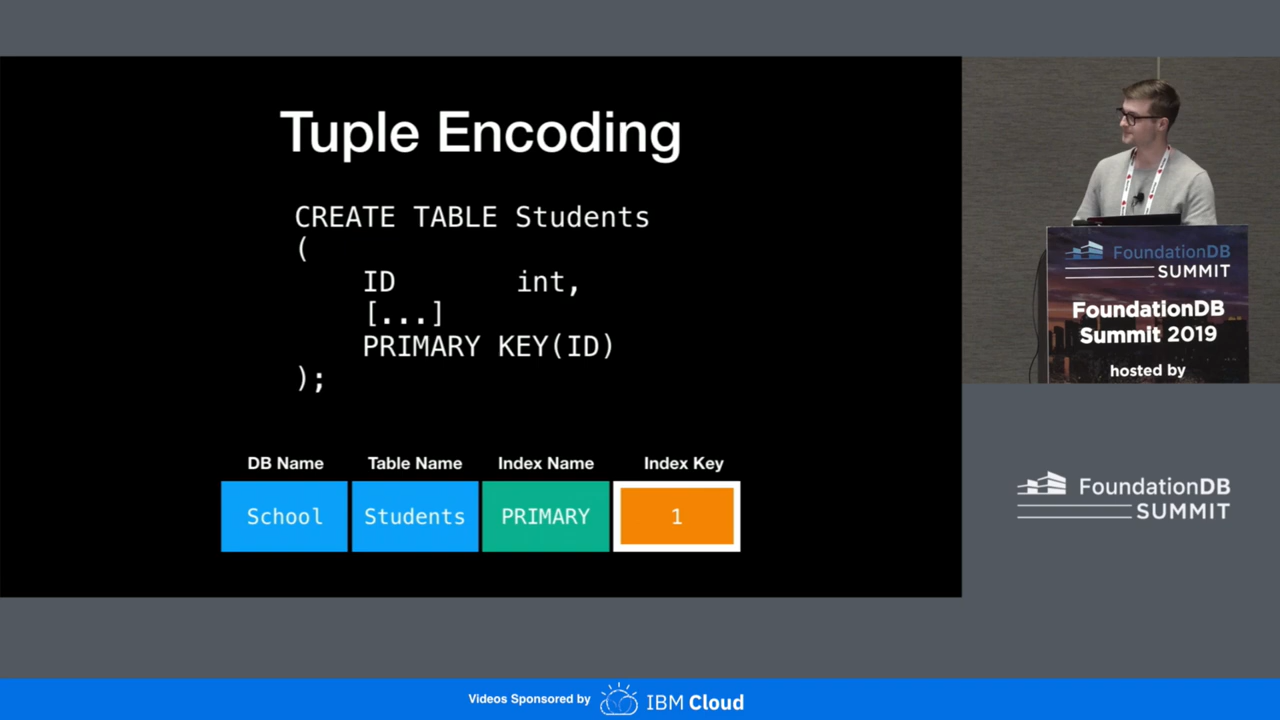 Tuple Encoding
CREATE TABLE Students
(
ID int,
[...]
PRIMARY KEY(ID)
);
DB Name Table Name Index Name Index Key
School Students PRIMARY 1
FoundationDB
SUMMIT
FoundationDB
Summit 2019
hosted by
FoundationDB
SUMMIT
Videos Sponsored by IBM Cloud